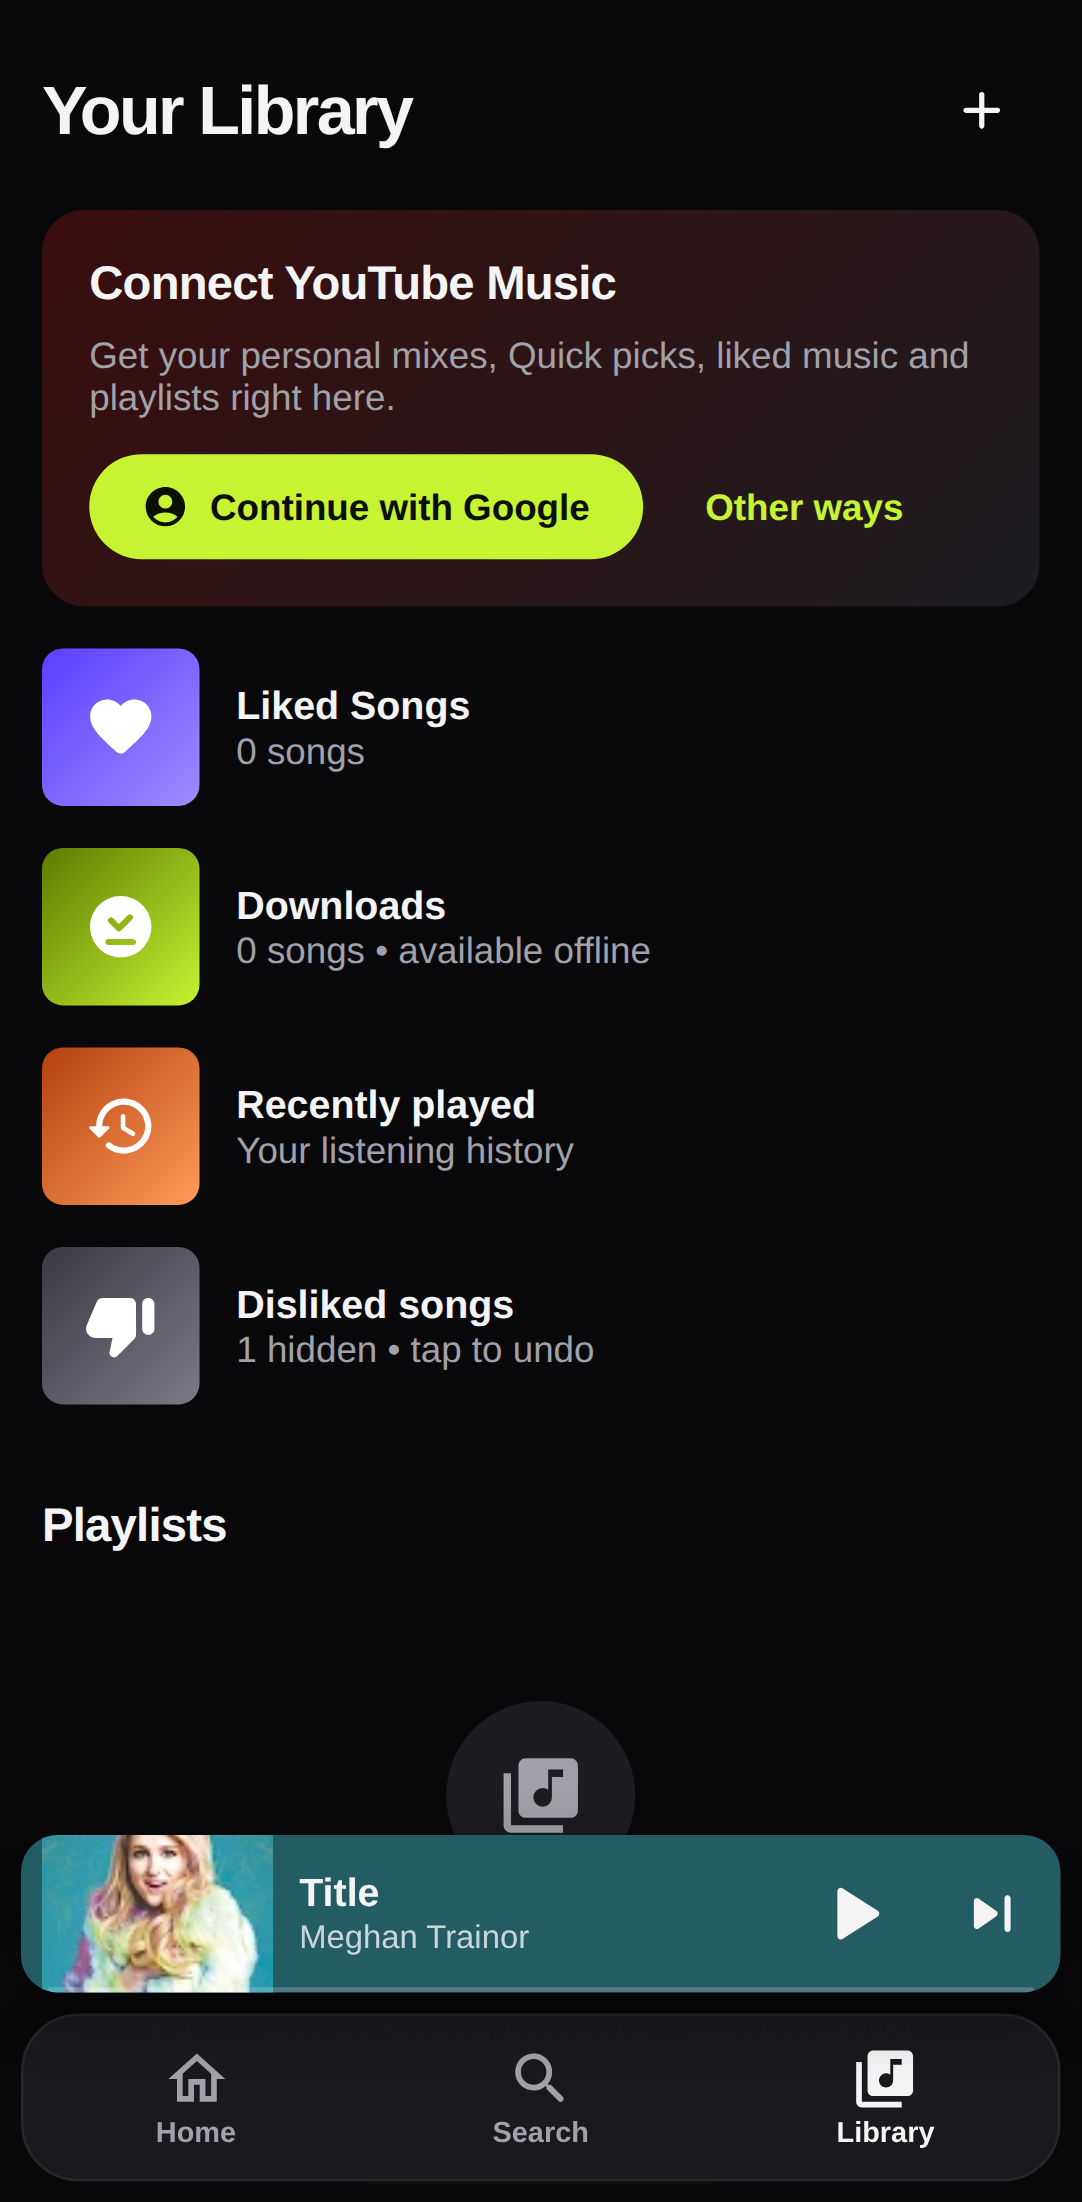 Your Library
Connect YouTube Music
Get your personal mixes, Quick picks, liked music and
playlists right here.
Continue with Google
Other ways
Liked Songs
0 songs
Downloads
0 songs • available offline
Recently played
Your listening history
Disliked songs
1 hidden • tap to undo
Playlists
Title
Meghan Trainor
Home
Search
Library